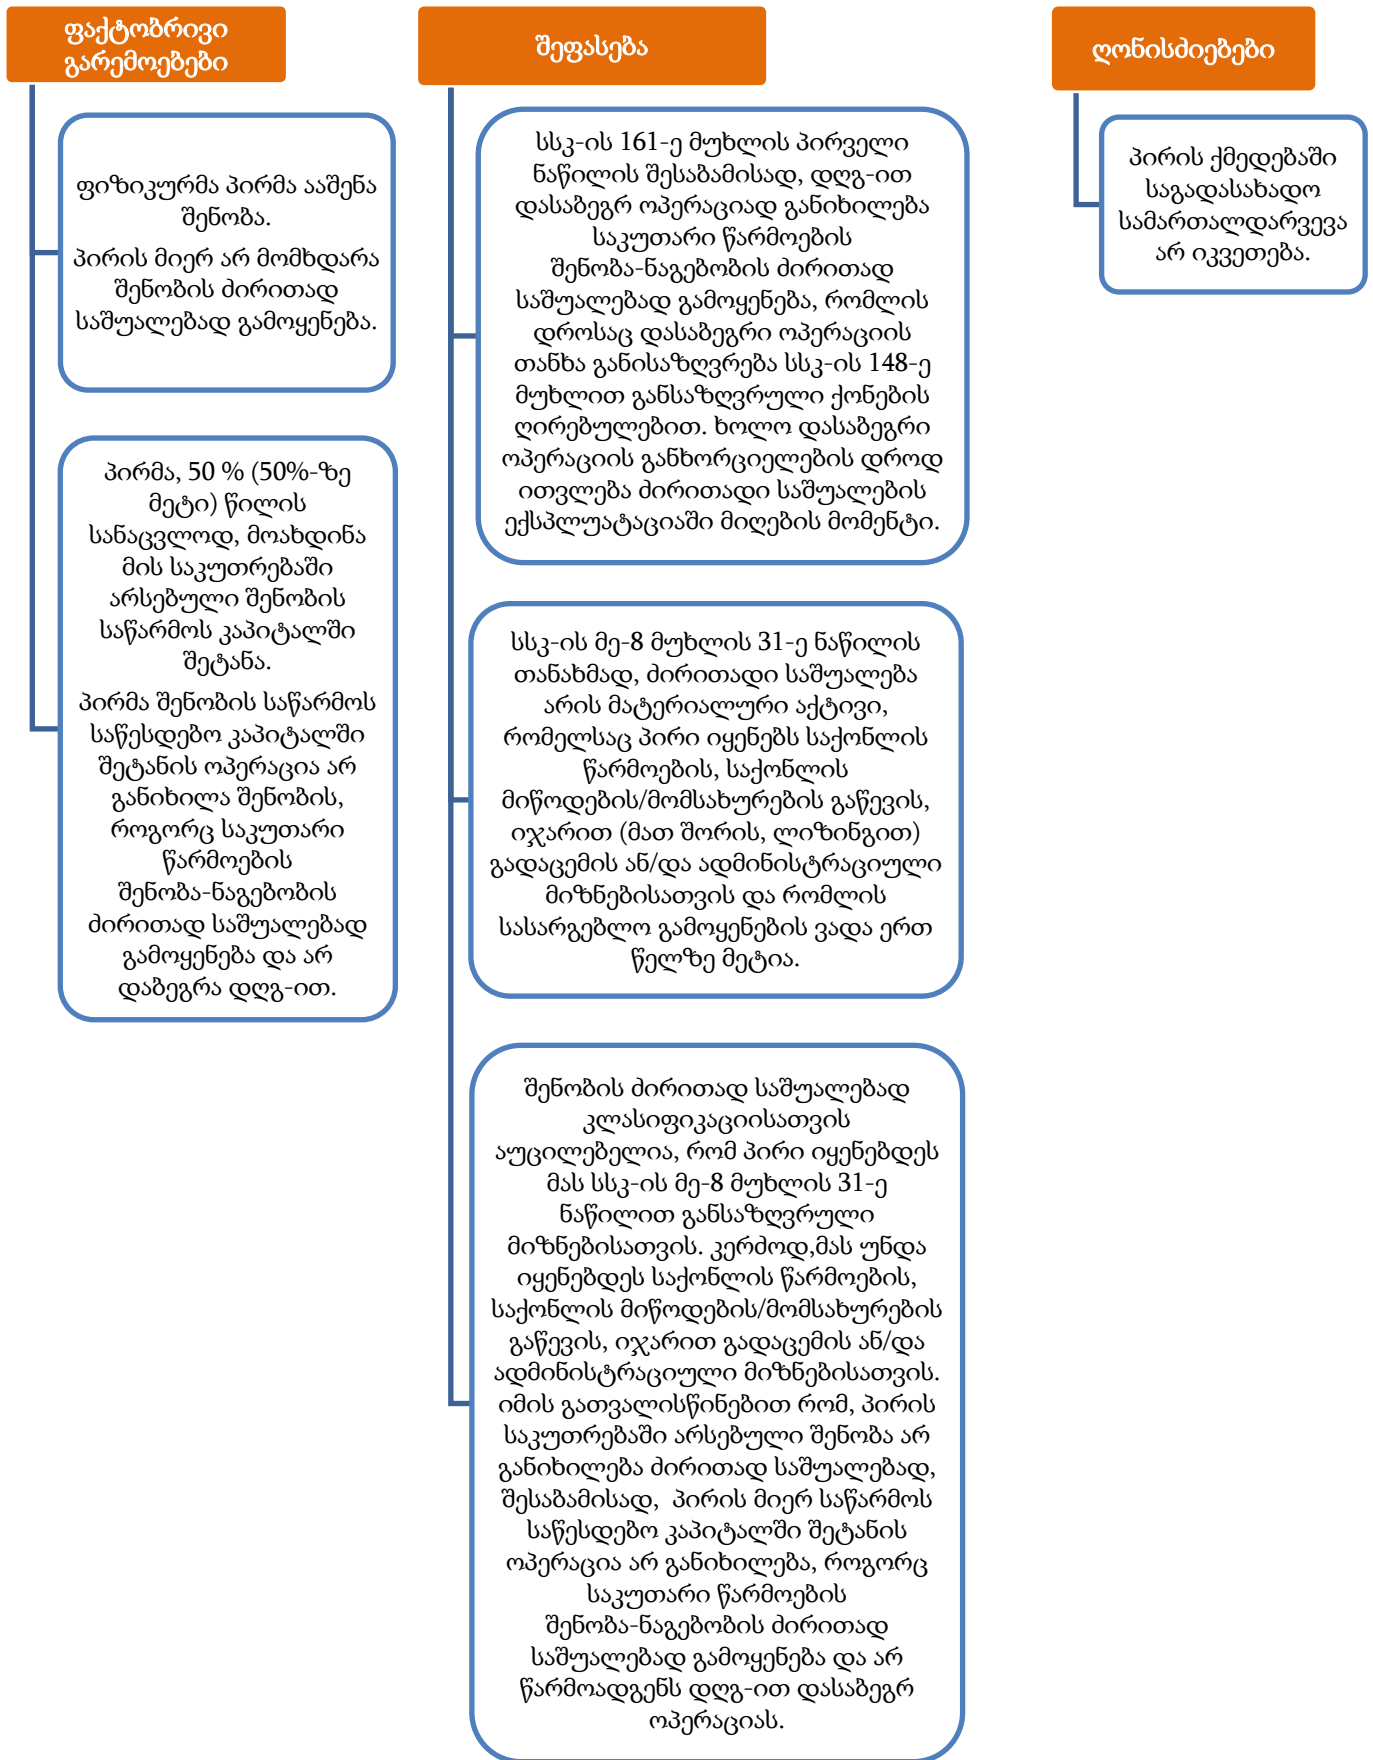 ფაქტობრივი
გარემოებები
ფიზიკურმა პირმა ააშენა
შენობა.
პირის მიერ არ მომხდარა
შენობის ძირითად
საშუალებად გამოყენება.
პირმა, 50 % (50%-ზე
მეტი) წილის
სანაცვლოდ, მოახდინა
მის საკუთრებაში
არსებული შენობის
საწარმოს კაპიტალში
შეტანა.
პირმა შენობის საწარმოს
საწესდებო კაპიტალში
შეტანის ოპერაცია არ
განიხილა შენობის,
როგორც საკუთარი
წარმოების
შენობა-ნაგებობის
ძირითად საშუალებად
გამოყენება და არ
დაბეგრა დღგ-ით.
შეფასება
სსკ-ის 161-ე მუხლის პირველი
ნაწილის შესაბამისად, დღგ-ით
დასაბეგრ ოპერაციად განიხილება
საკუთარი წარმოების
შენობა-ნაგებობის ძირითად
საშუალებად გამოყენება, რომლის
დროსაც დასაბეგრი ოპერაციის
თანხა განისაზღვრება სსკ-ის 148-ე
მუხლით განსაზღვრული ქონების
ღირებულებით. ხოლო დასაბეგრი
ოპერაციის განხორციელების დროდ
ითვლება ძირითადი საშუალების
ექსპლუატაციაში მიღების მომენტი.
სსკ-ის მე-8 მუხლის 31-ე ნაწილის
თანახმად, ძირითადი საშუალება
არის მატერიალური აქტივი,
რომელსაც პირი იყენებს საქონლის
წარმოების, საქონლის
მიწოდების/მომსახურების გაწევის,
იჯარით (მათ შორის, ლიზინგით)
გადაცემის ან/და ადმინისტრაციული
მიზნებისათვის და რომლის
სასარგებლო გამოყენების ვადა ერთ
წელზე მეტია.
შენობის ძირითად საშუალებად
კლასიფიკაციისათვის
აუცილებელია, რომ პირი იყენებდეს
მას სსკ-ის მე-8 მუხლის 31-ე
ნაწილით განსაზღვრული
მიზნებისათვის. კერძოდ,მას უნდა
იყენებდეს საქონლის წარმოების,
საქონლის მიწოდების/მომსახურების
გაწევის, იჯარით გადაცემის ან/და
ადმინისტრაციული მიზნებისათვის.
იმის გათვალისწინებით რომ, პირის
საკუთრებაში არსებული შენობა არ
განიხილება ძირითად საშუალებად,
შესაბამისად, პირის მიერ საწარმოს
საწესდებო კაპიტალში შეტანის
ოპერაცია არ განიხილება, როგორც
საკუთარი წარმოების
შენობა-ნაგებობის ძირითად
საშუალებად გამოყენება და არ
წარმოადგენს დღგ-ით დასაბეგრ
ოპერაციას.
ღონისძიებები
პირის ქმედებაში
საგადასახადო
სამართალდარვევა
არ იკვეთება.